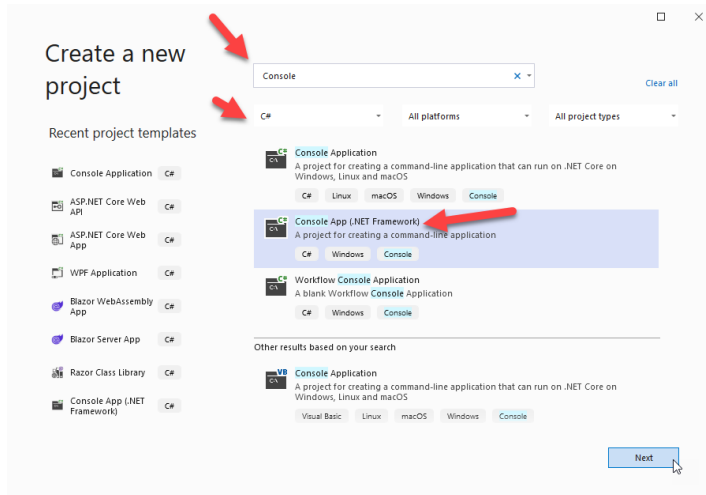 Create a new
project
Console
Clear all
C#
All platforms
All project types
Recent project templates
Console Application C#
ASP.NET Core Web
API
C#
ASP.NET Core Web
App
C#
WPF Application C#
Blazor WebAssembly
App
C#
Blazor Server App C#
Razor Class Library C#
Console App (.NET
Framework)
C#
C#
C:\
Console Application
A project for creating a command-line application that can run on .NET Core on
Windows, Linux and macOS
C# Linux macOS Windows Console
C#
C:\
Console App (.NET Framework)
A project for creating a command-line application
C# Windows Console
C#
C:\
Workflow Console Application
A blank Workflow Console Application
C# Windows Console
Other results based on your search
VB
C:\
Console Application
A project for creating a command-line application that can run on .NET Core on
Windows, Linux and macOS
Visual Basic Linux macOS Windows Console
Next